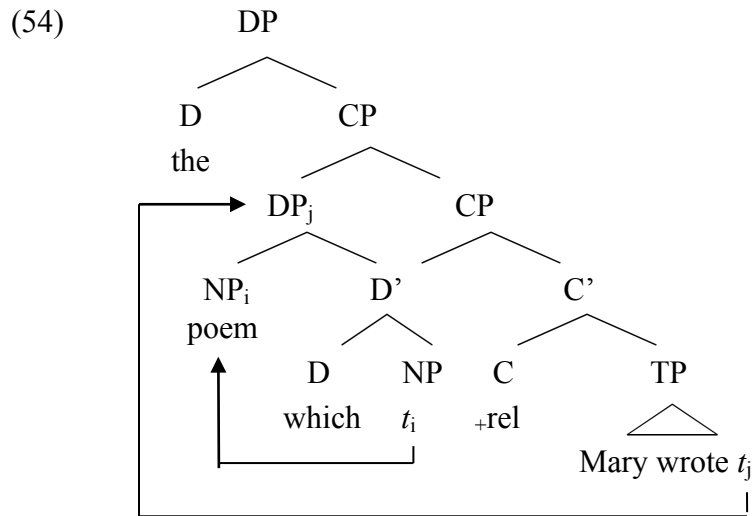 (54) DP
D CP
the
DPj CP
NPi D’ C’
poem
D NP C TP
which ti +rel
Mary wrote tj